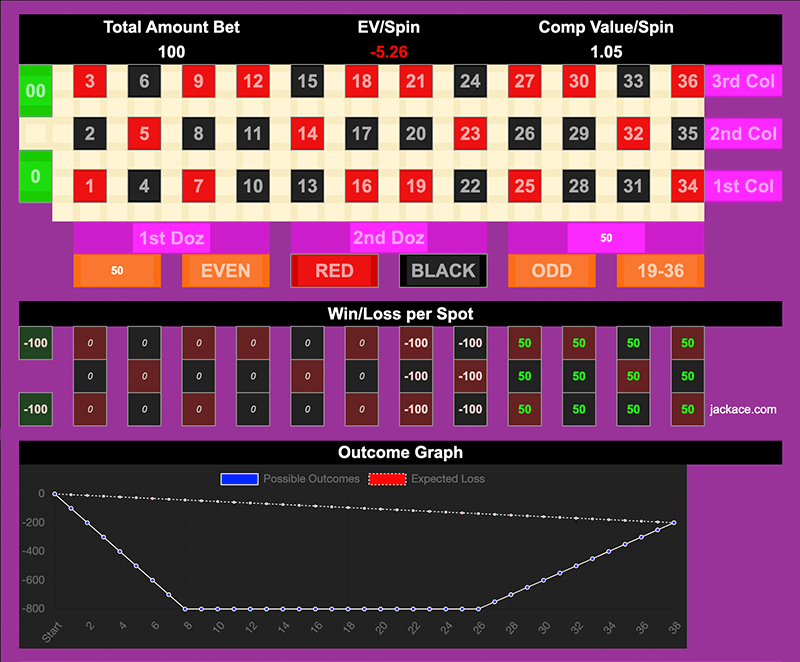 Total Amount Bet EV/Spin Comp Value/Spin
100 -5.26 1.05
00 3 6 9 12 15 18 21 24 27 30 33 36 3rd Col
2 5 8 11 14 17 20 23 26 29 32 35 2nd Col
0 1 4 7 10 13 16 19 22 25 28 31 34 1st Col
1st Doz 2nd Doz 50
50 EVEN RED BLACK ODD 19-36
Win/Loss per Spot
-100 0 0 0 0 0 0 -100 -100 50 50 50 50
0 0 0 0 0 0 -100 -100 50 50 50 50
-100 0 0 0 0 0 0 -100 -100 50 50 50 50 jackace.com
Outcome Graph
Possible Outcomes Expected Loss
0
-200
-400
-600
-800
Start 2 4 6 8 10 12 14 16 18 20 22 24 26 28 30 32 34 36 38